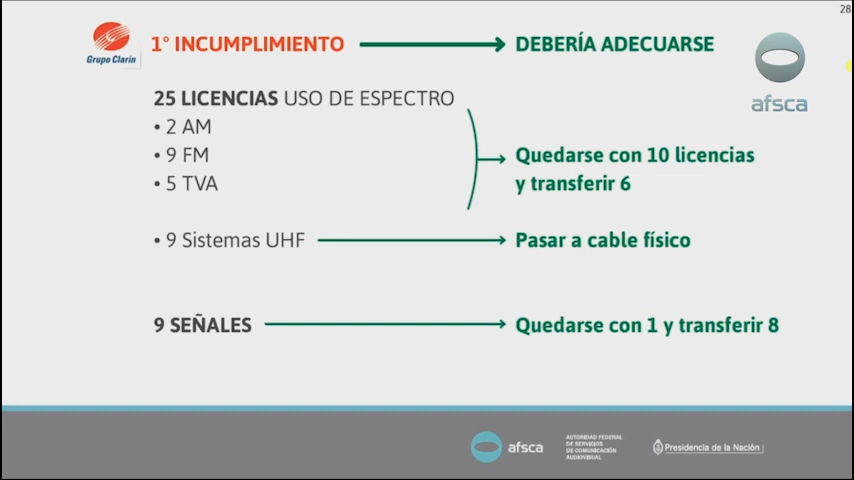 28
Grupo Clarín
1° INCUMPLIMIENTO
DEBERÍA ADECUARSE
afsca
25 LICENCIAS USO DE ESPECTRO
• 2 AM
• 9 FM
• 5 TVA
Quedarse con 10 licencias
y transferir 6
• 9 Sistemas UHF
Pasar a cable físico
9 SEÑALES
Quedarse con 1 y transferir 8
afsca
AUTORIDAD FEDERAL
DE SERVICIOS
DE COMUNICACIÓN
AUDIOVISUAL
Presidencia de la Nación